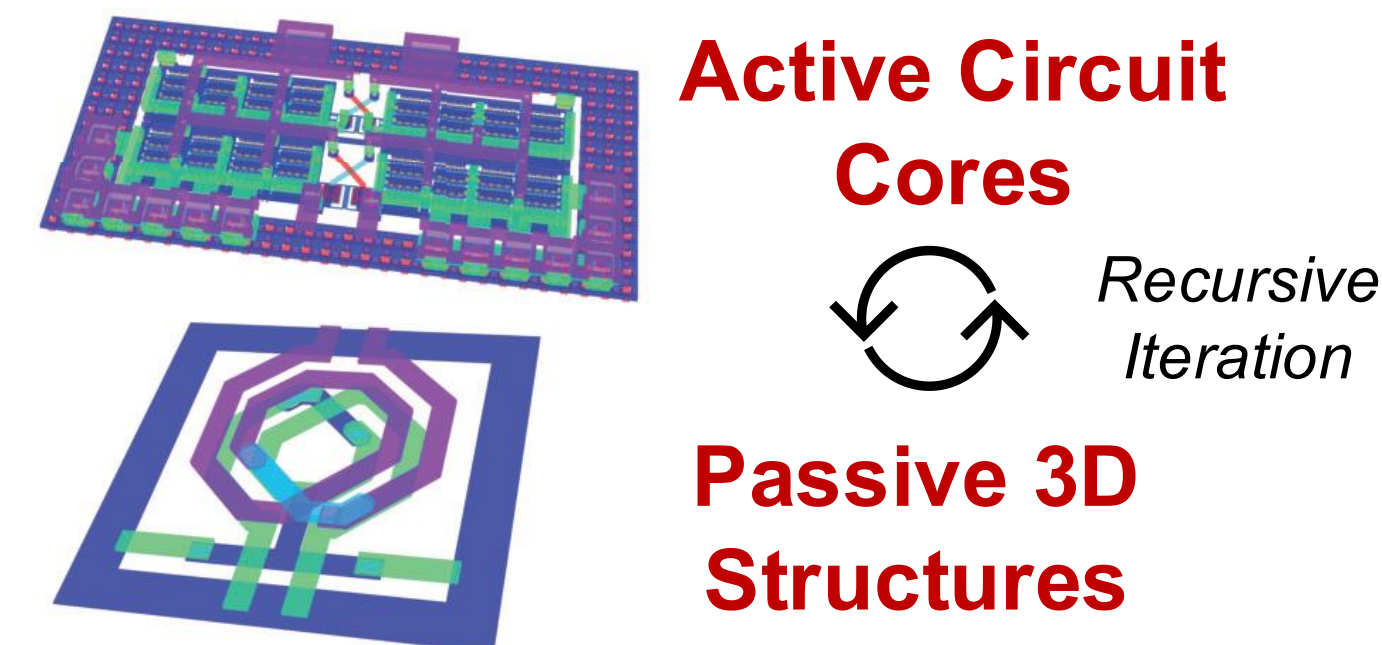 Active Circuit
Cores
Recursive
Iteration
Passive 3D
Structures